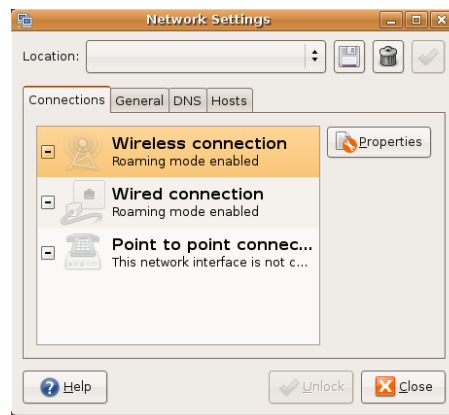 Network Settings
Location:
Connections General DNS Hosts
Wireless connection
Roaming mode enabled
Properties
Wired connection
Roaming mode enabled
Point to point connec...
This network interface is not c...
Help Unlock Close